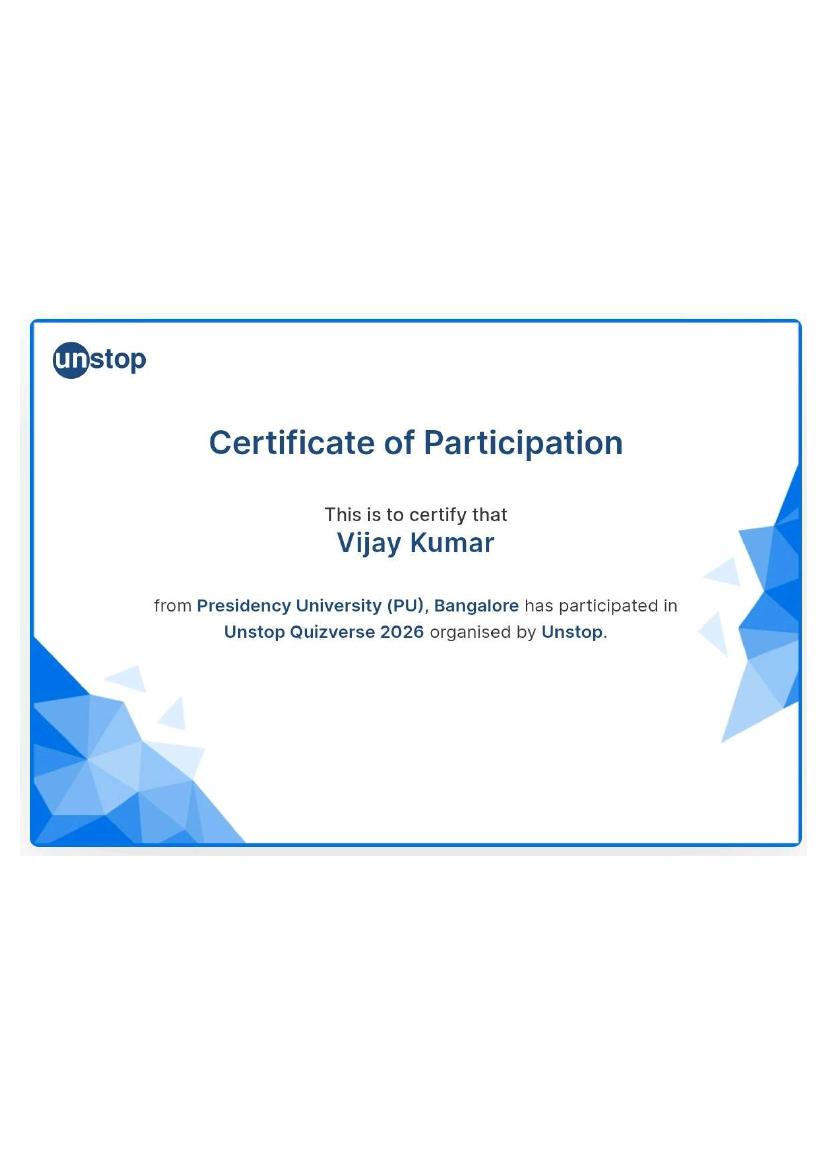 unstop
Certificate of Participation
This is to certify that
Vijay Kumar
from Presidency University (PU), Bangalore has participated in
Unstop Quizverse 2026 organised by Unstop.